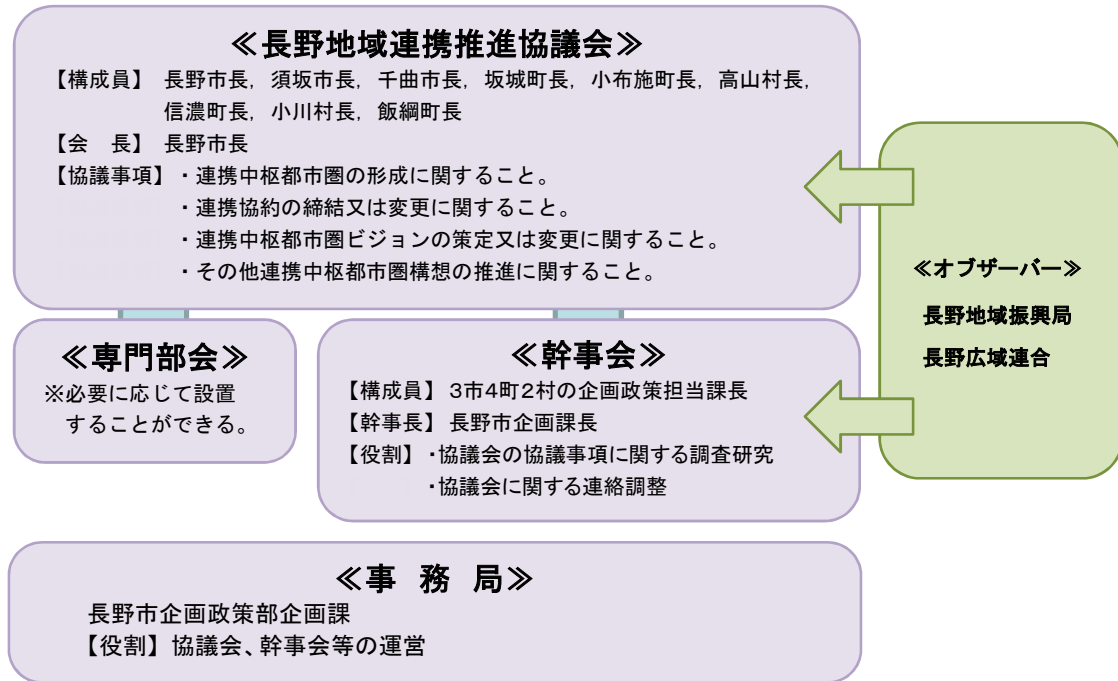 ≪長野地域連携推進協議会≫
【構成員】 長野市長，須坂市長，千曲市長，坂城町長，小布施町長，高山村長，
信濃町長，小川村長，飯綱町長
【会　長】 長野市長
【協議事項】 ・連携中枢都市圏の形成に関すること。
・連携協約の締結又は変更に関すること。
・連携中枢都市圏ビジョンの策定又は変更に関すること。
・その他連携中枢都市圏構想の推進に関すること。
≪専門部会≫
※必要に応じて設置
することができる。
≪幹事会≫
【構成員】 3市4町2村の企画政策担当課長
【幹事長】 長野市企画課長
【役割】 ・協議会の協議事項に関する調査研究
・協議会に関する連絡調整
≪オブザーバー≫
長野地域振興局
長野広域連合
≪事　務　局≫
長野市企画政策部企画課
【役割】 協議会、幹事会等の運営